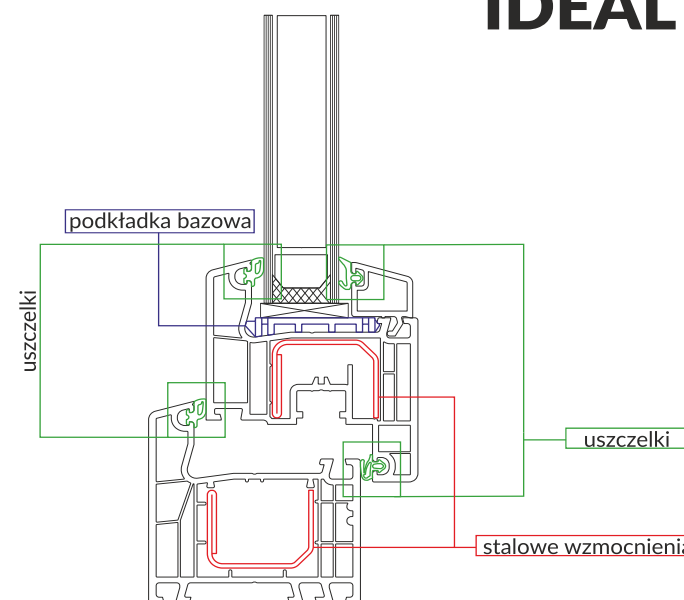 IDEAL
podkładka bazowa
uszczelki
uszczelki
stalowe wzmocnienia